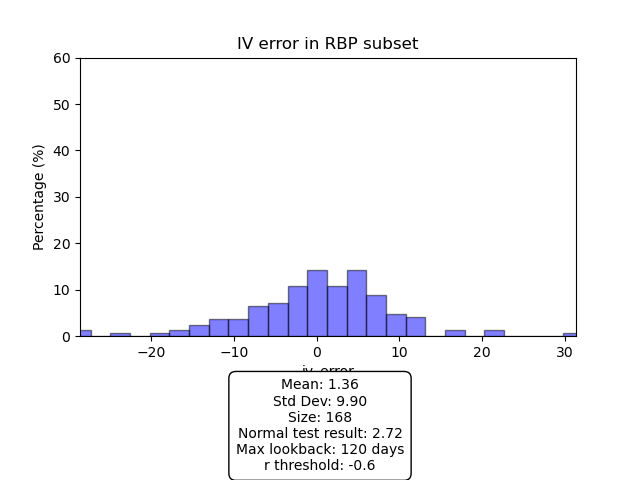 IV error in RBP subset
Percentage (%)
60
50
40
30
20
10
0
−20
−10
0
10
20
30
iv_error
Mean: 1.36
Std Dev: 9.90
Size: 168
Normal test result: 2.72
Max lookback: 120 days
r threshold: -0.6